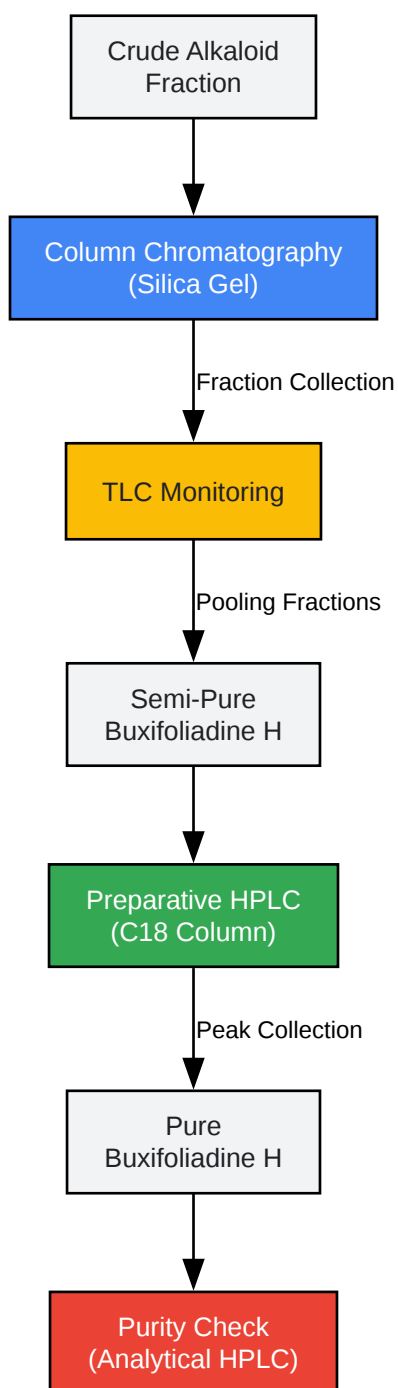 Crude Alkaloid
Fraction
Column Chromatography
(Silica Gel)
Fraction Collection
TLC Monitoring
Pooling Fractions
Semi-Pure
Buxifoliadine H
Preparative HPLC
(C18 Column)
Peak Collection
Pure
Buxifoliadine H
Purity Check
(Analytical HPLC)